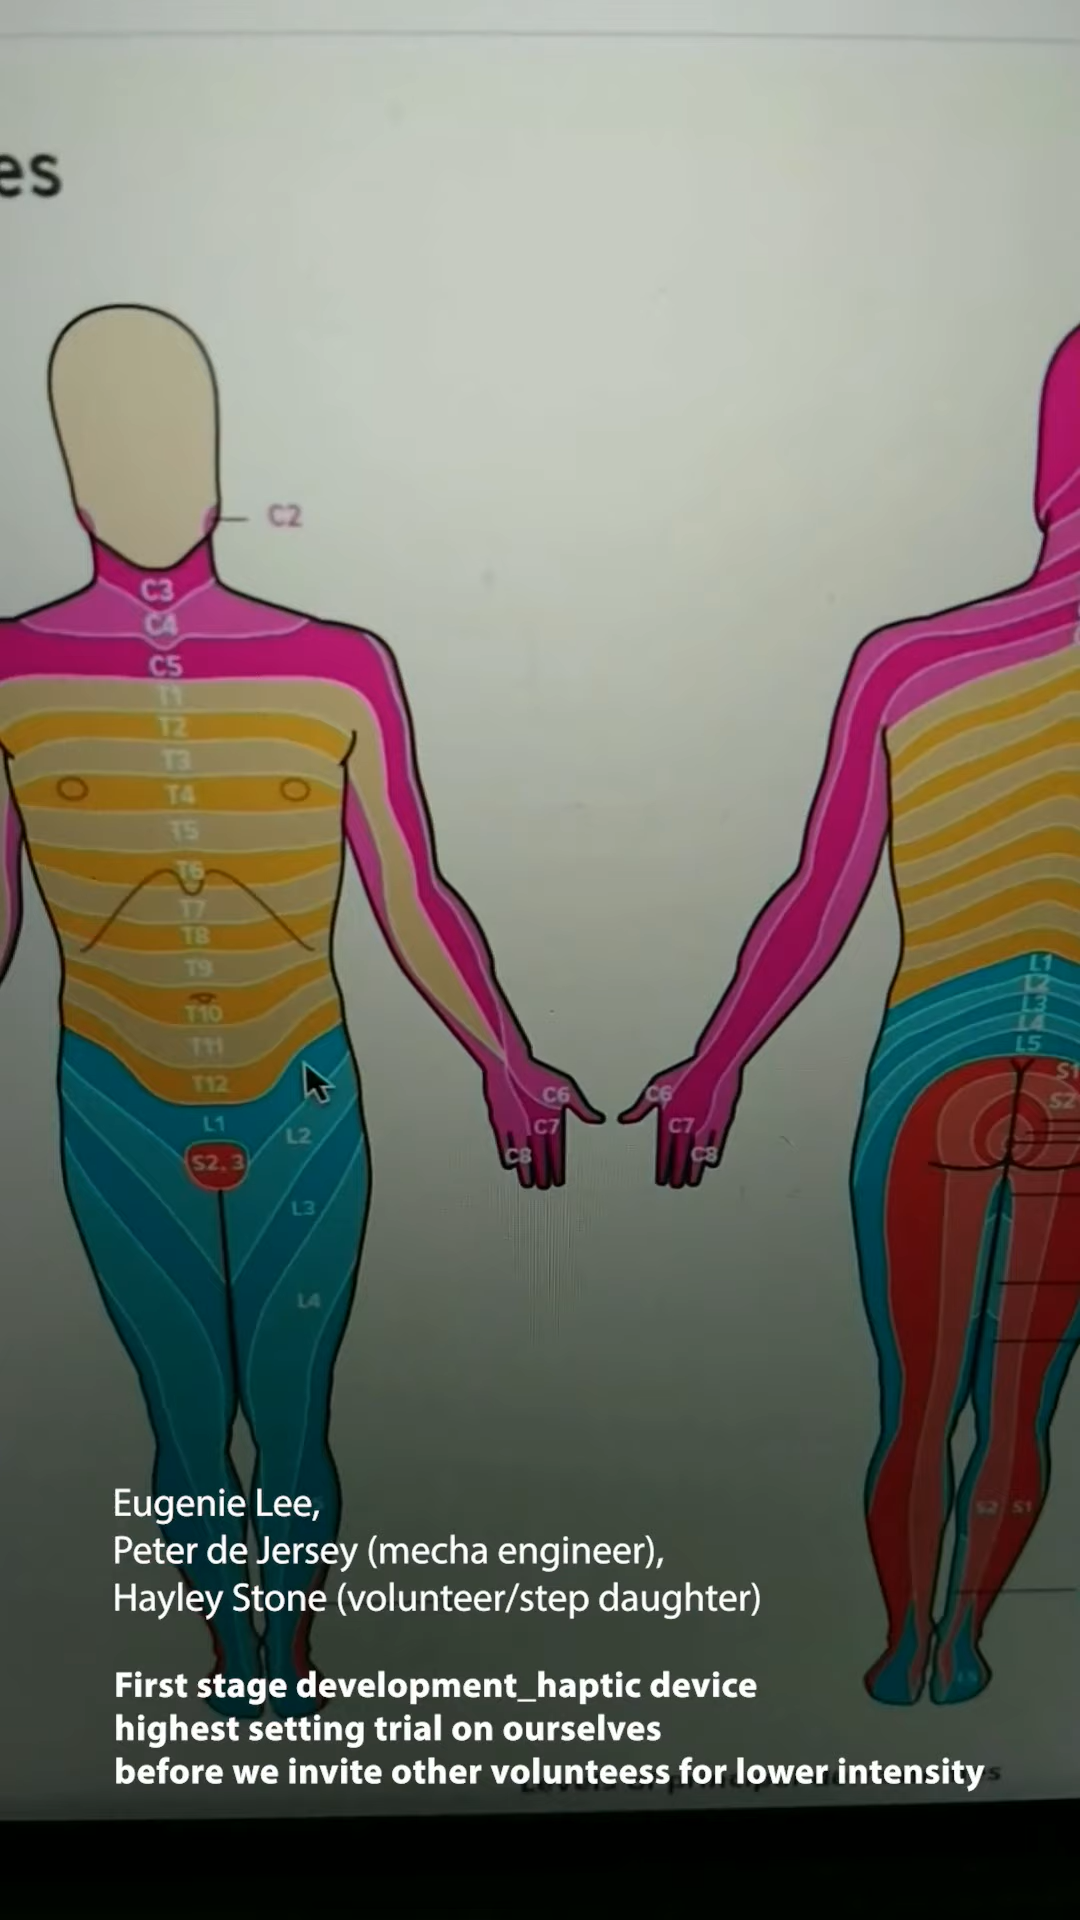 es
C2
C3
C4
C5
T1
T2
T3
T4
T5
T6
T7
T8
T9
T10
T11
T12
L1
L2
S2, 3
L3
L4
C6
C7
C8
C6
C7
C8
L1
L2
L3
L4
L5
S1
S2
S2 S1
L5
Eugenie Lee,
Peter de Jersey (mecha engineer),
Hayley Stone (volunteer/step daughter)
First stage development_haptic device
highest setting trial on ourselves
before we invite other volunteess for lower intensity